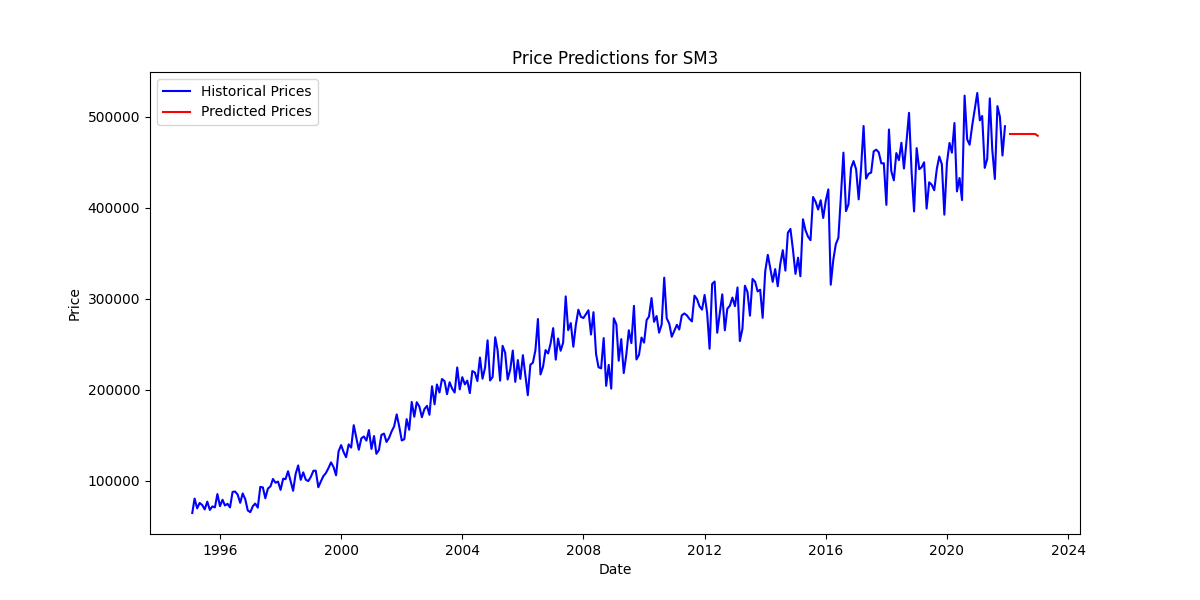 Price Predictions for SM3
Historical Prices
Predicted Prices
500000
400000
300000
200000
100000
Price
1996 2000 2004 2008 2012 2016 2020 2024
Date